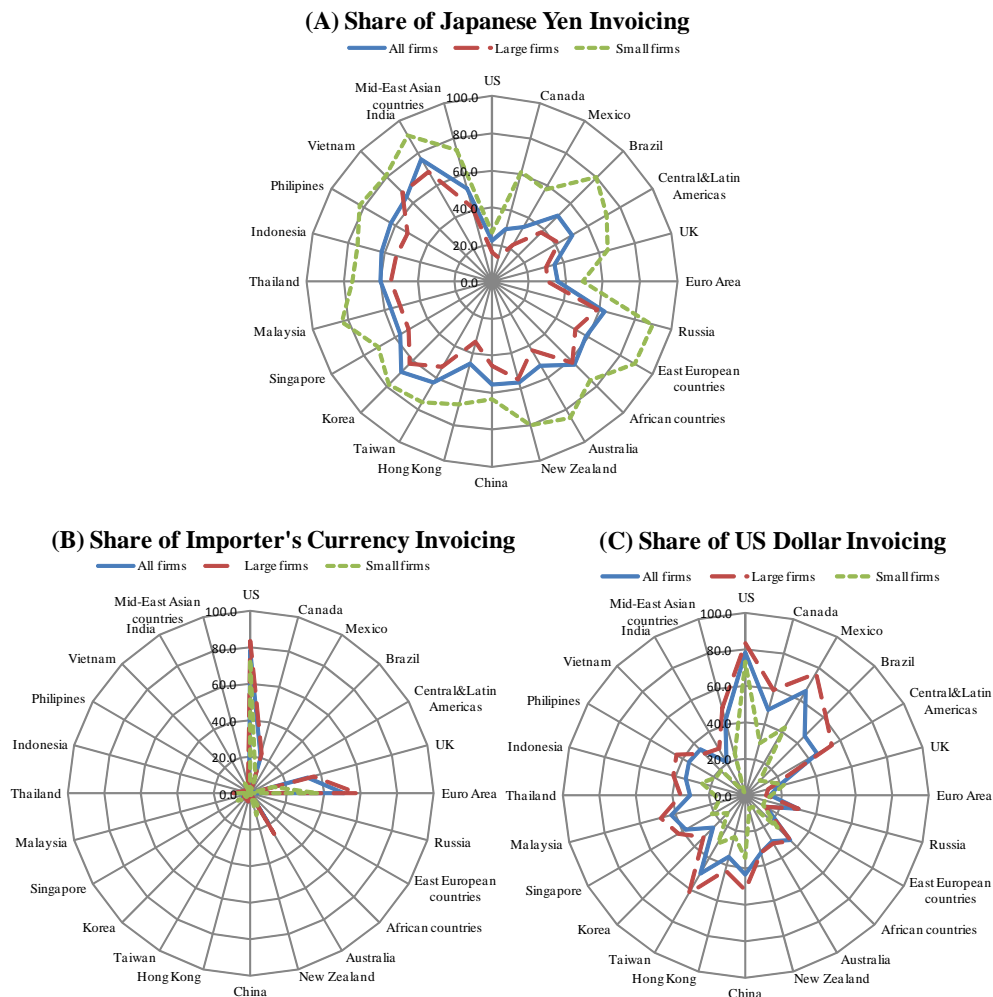 (A) Share of Japanese Yen Invoicing
All firms Large firms Small firms
US
Canada
Mexico
Brazil
Central&Latin
Americas
UK
Euro Area
Russia
East European
countries
African countries
Australia
New Zealand
China
Hong Kong
Taiwan
Korea
Singapore
Malaysia
Thailand
Indonesia
Philipines
Vietnam
India
Mid-East Asian
countries
100.0
80.0
60.0
40.0
20.0
0.0
(B) Share of Importer's Currency Invoicing
All firms Large firms Small firms
US
Canada
Mexico
Brazil
Central&Latin
Americas
UK
Euro Area
Russia
East European
countries
African countries
Australia
New Zealand
China
Hong Kong
Taiwan
Korea
Singapore
Malaysia
Thailand
Indonesia
Philipines
Vietnam
India
Mid-East Asian
countries
100.0
80.0
60.0
40.0
20.0
0.0
(C) Share of US Dollar Invoicing
All firms Large firms Small firms
US
Canada
Mexico
Brazil
Central&Latin
Americas
UK
Euro Area
Russia
East European
countries
African countries
Australia
New Zealand
China
Hong Kong
Taiwan
Korea
Singapore
Malaysia
Thailand
Indonesia
Philipines
Vietnam
India
Mid-East Asian
countries
100.0
80.0
60.0
40.0
20.0
0.0